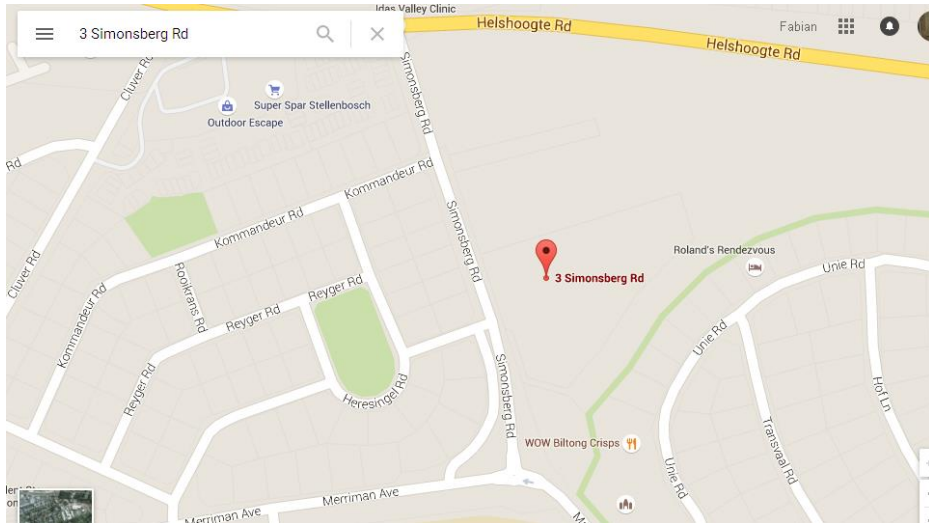 Idas Valley Clinic
3 Simonsberg Rd
Helshoogte Rd
Fabian
Helshoogte Rd
Cluver Rd
Simonsberg Rd
Super Spar Stellenbosch
Outdoor Escape
Rd
Kommandeur Rd
Simonsberg Rd
Kommandeur Rd
Roland's Rendezvous
Unie Rd
3 Simonsberg Rd
Cluver Rd
Rooikrans Rd
Reyger Rd
Reyger Rd
Kommandeur Rd
Unie Rd
Simonsberg Rd
Reyger Rd
Heresingel Rd
Hof Ln
WOW Biltong Crisps
Transvaal Rd
Unie Rd
Merriman Ave
Merriman Ave